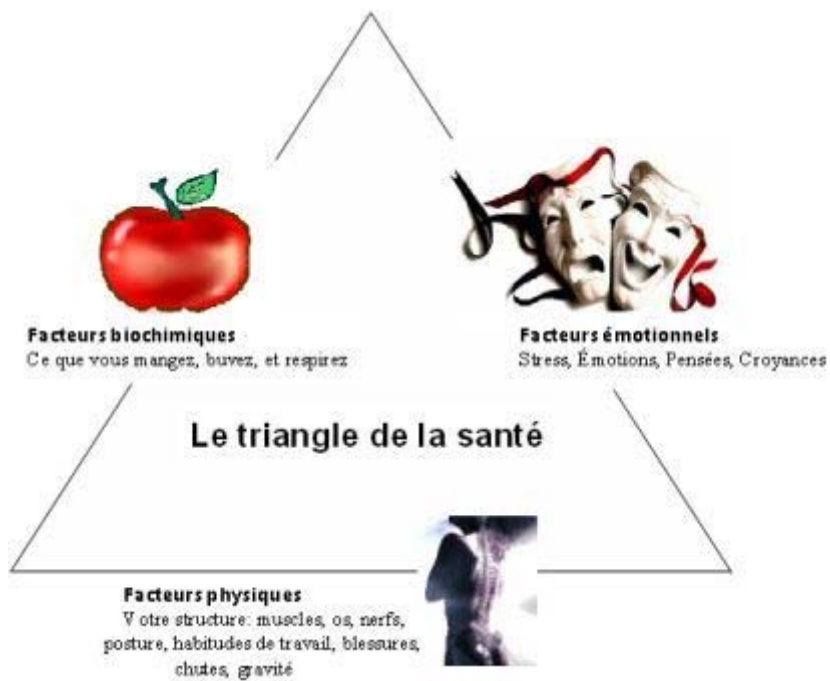 Facteurs biochimiques
Ce que vous mangez, buvez, et respirez
Facteurs émotionnels
Stress, Émotions, Pensées, Croyances
Le triangle de la santé
Facteurs physiques
Votre structure: muscles, os, nerfs,
posture, habitudes de travail, blessures,
chutes, gravité